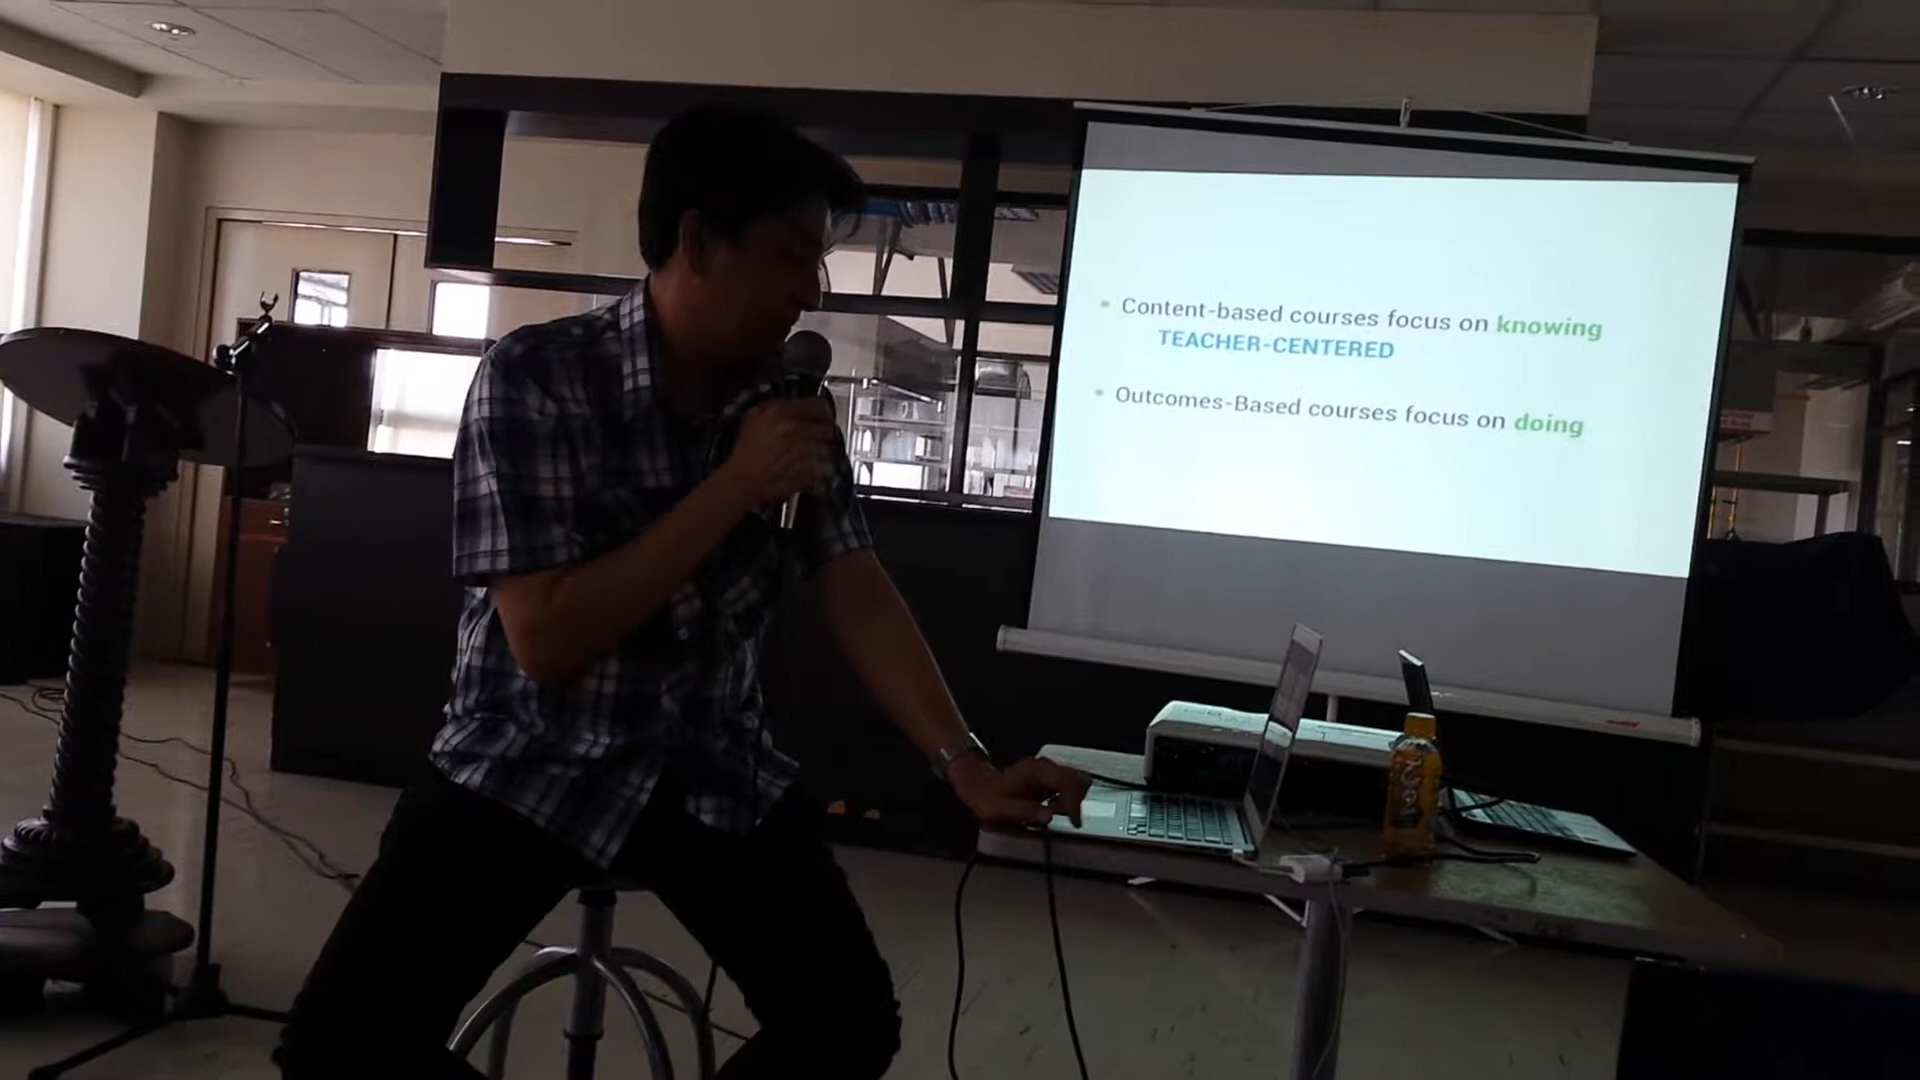 Content-based courses focus on knowing
TEACHER-CENTERED
Outcomes-Based courses focus on doing